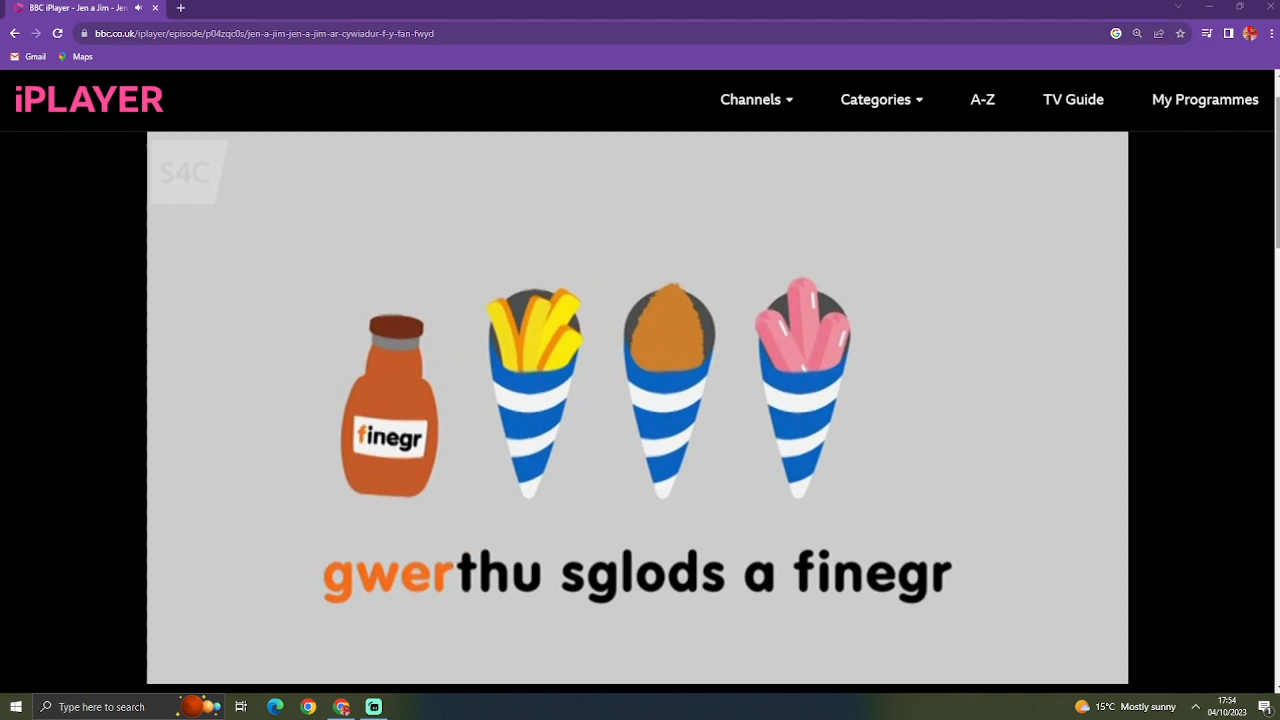 BBC iPlayer - Jen a Jim - Jen
bbc.co.uk/iplayer/episode/p04zqc0s/jen-a-jim-jen-a-jim-ar-cywiadur-f-y-fan-fwyd
Gmail Maps
iPLAYER Channels Categories A-Z TV Guide My Programmes
S4C
finegr
gwerthu sglods a finegr
Type here to search 15°C Mostly sunny 17:54
04/10/2023